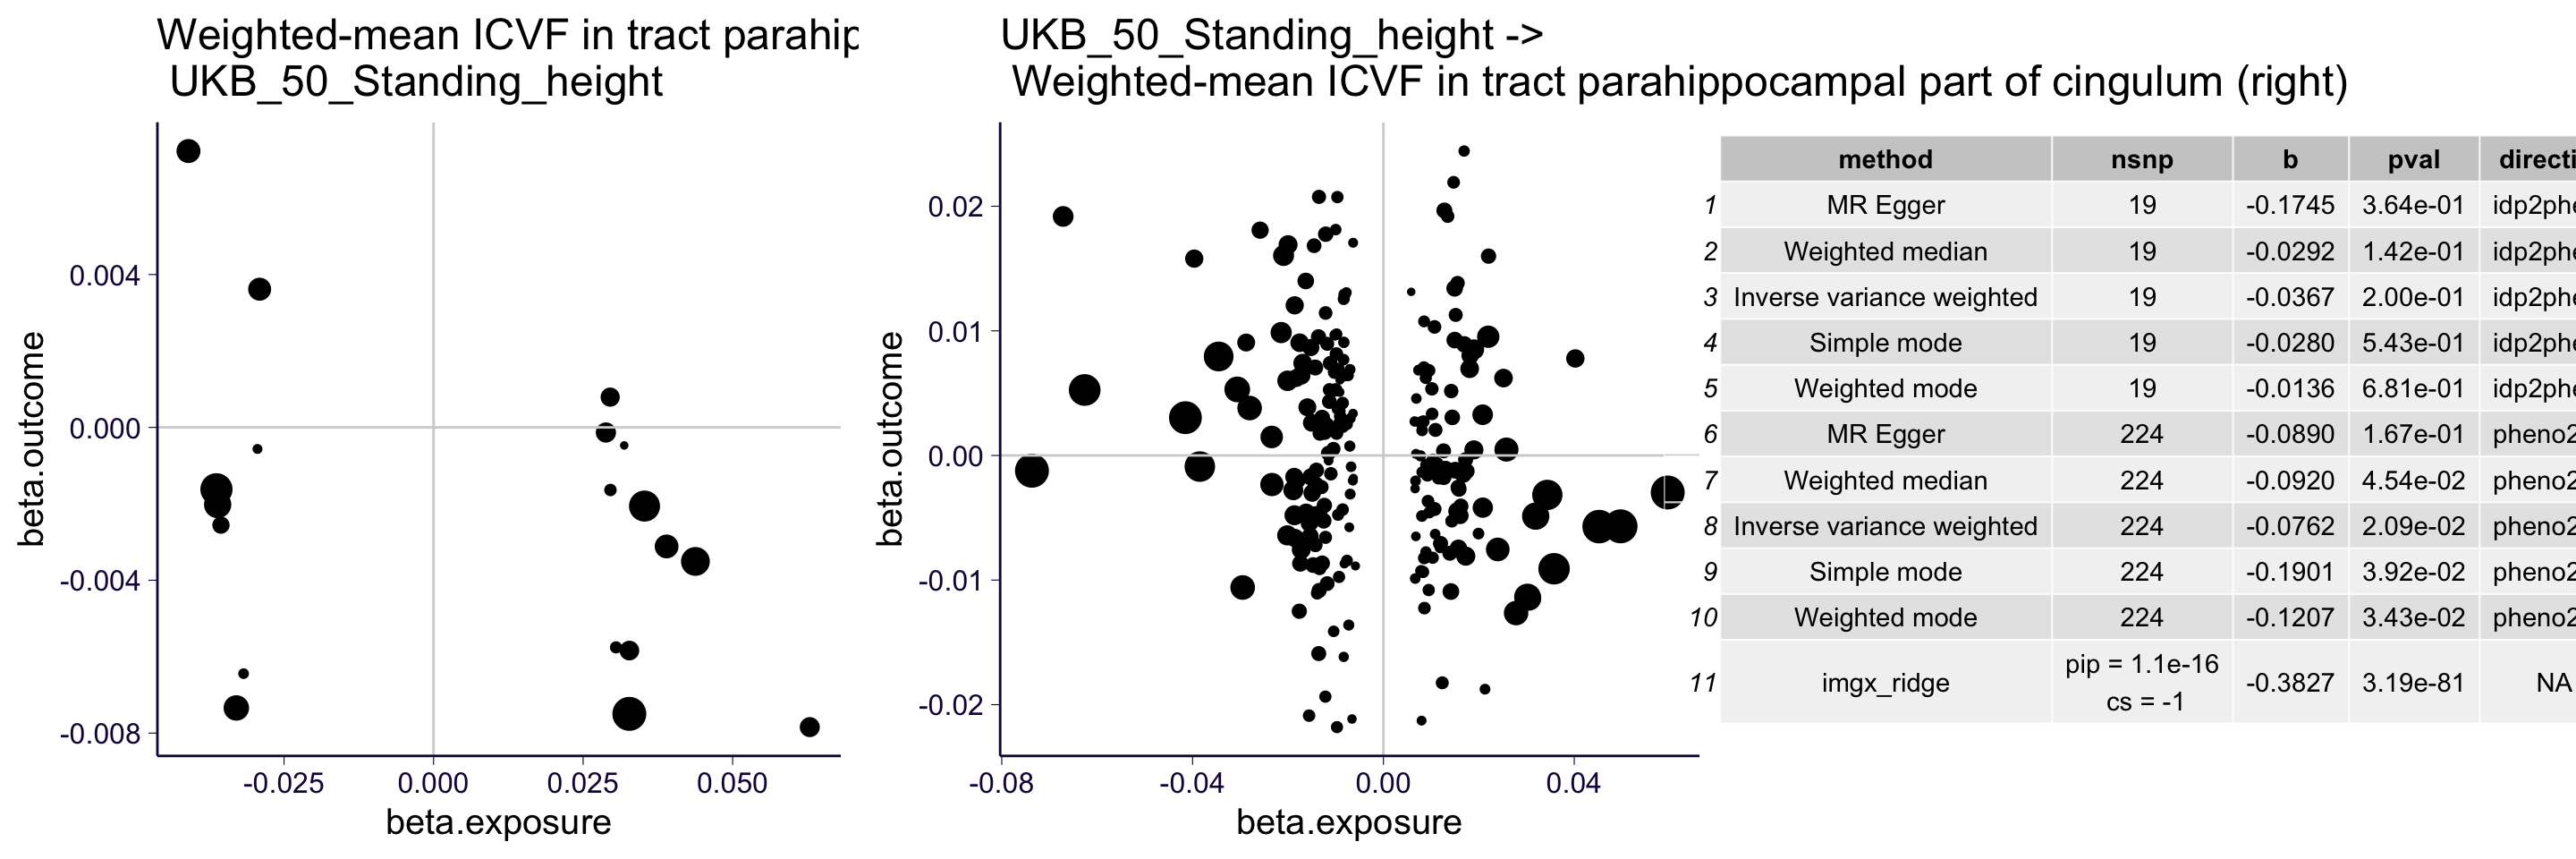 Weighted-mean ICVF in tract parahip
UKB_50_Standing_height
0.004
0.000
-0.004
-0.008
beta.outcome
-0.025 0.000 0.025 0.050
beta.exposure
UKB_50_Standing_height ->
Weighted-mean ICVF in tract parahippocampal part of cingulum (right)
0.02
0.01
0.00
-0.01
-0.02
beta.outcome
-0.08 -0.04 0.00 0.04
beta.exposure
method nsnp b pval directi
1 MR Egger 19 -0.1745 3.64e-01 idp2phe
2 Weighted median 19 -0.0292 1.42e-01 idp2phe
3 Inverse variance weighted 19 -0.0367 2.00e-01 idp2phe
4 Simple mode 19 -0.0280 5.43e-01 idp2phe
5 Weighted mode 19 -0.0136 6.81e-01 idp2phe
6 MR Egger 224 -0.0890 1.67e-01 pheno2
7 Weighted median 224 -0.0920 4.54e-02 pheno2
8 Inverse variance weighted 224 -0.0762 2.09e-02 pheno2
9 Simple mode 224 -0.1901 3.92e-02 pheno2
10 Weighted mode 224 -0.1207 3.43e-02 pheno2
11 imgx_ridge pip = 1.1e-16 -0.3827 3.19e-81 NA
cs = -1